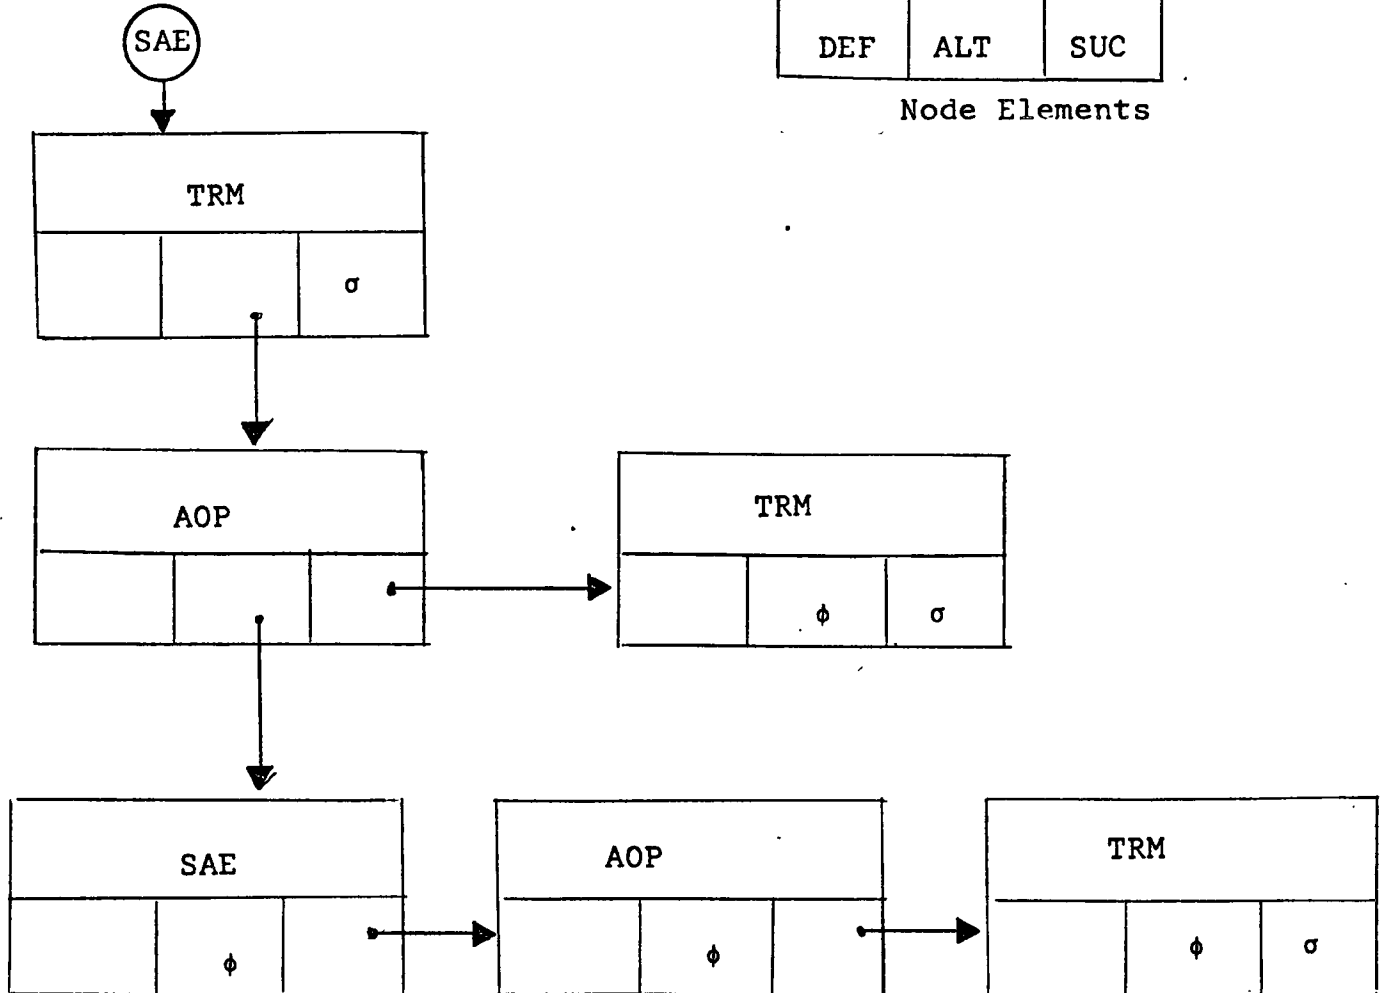 SAE
DEF ALT SUC
Node Elements
TRM
σ
AOP
TRM
ϕ σ
SAE
AOP
TRM
ϕ
ϕ
ϕ σ